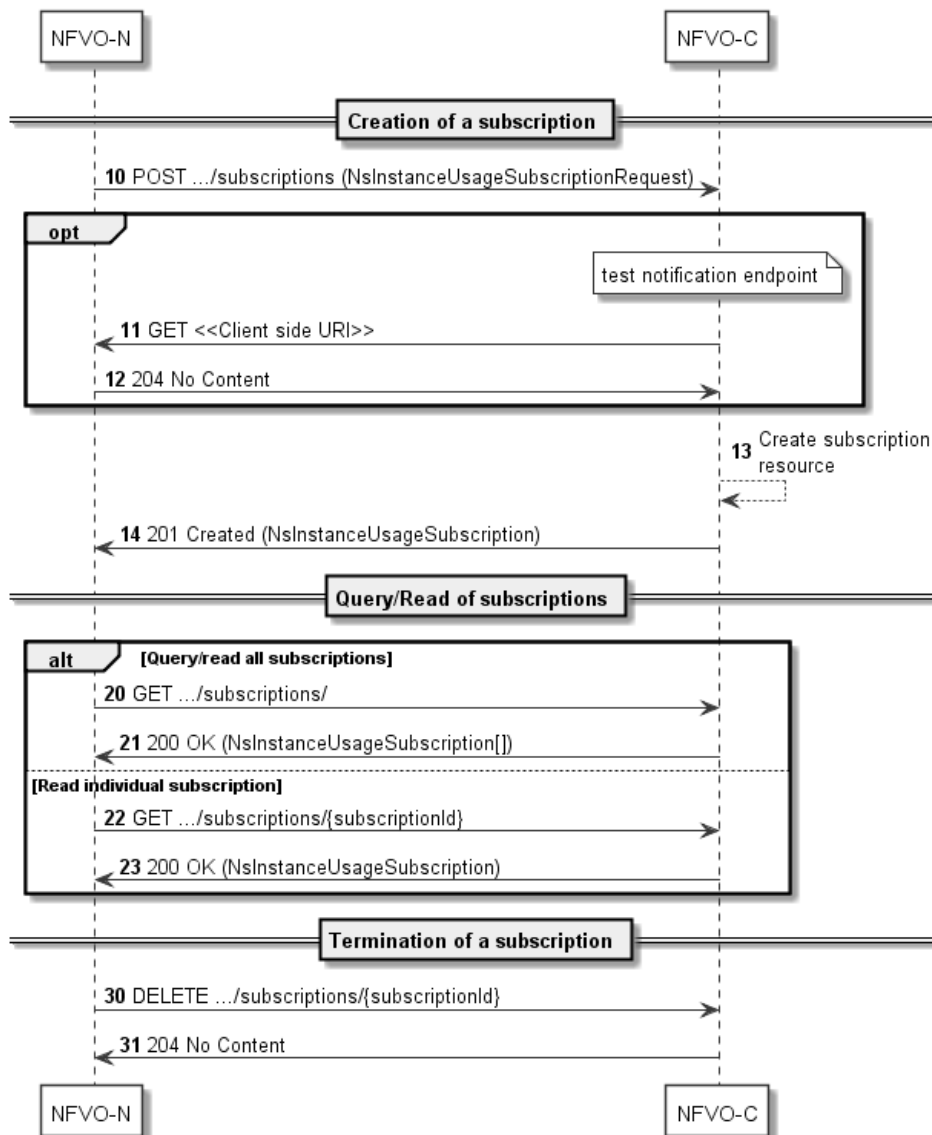 NFVO-N NFVO-C
Creation of a subscription
10 POST .../subscriptions (NsInstanceUsageSubscriptionRequest)
opt
test notification endpoint
11 GET <<Client side URI>>
12 204 No Content
13 Create subscription
resource
14 201 Created (NsInstanceUsageSubscription)
Query/Read of subscriptions
alt [Query/read all subscriptions]
20 GET .../subscriptions/
21 200 OK (NsInstanceUsageSubscription[])
[Read individual subscription]
22 GET .../subscriptions/{subscriptionId}
23 200 OK (NsInstanceUsageSubscription)
Termination of a subscription
30 DELETE .../subscriptions/{subscriptionId}
31 204 No Content
NFVO-N NFVO-C